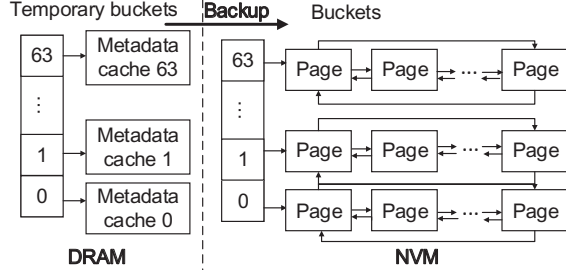 Temporary buckets
Backup
Buckets
63
Metadata
cache 63
⋮
1
Metadata
cache 1
0
Metadata
cache 0
DRAM
63
Page
Page
...
Page
⋮
1
Page
Page
...
Page
0
Page
Page
...
Page
NVM